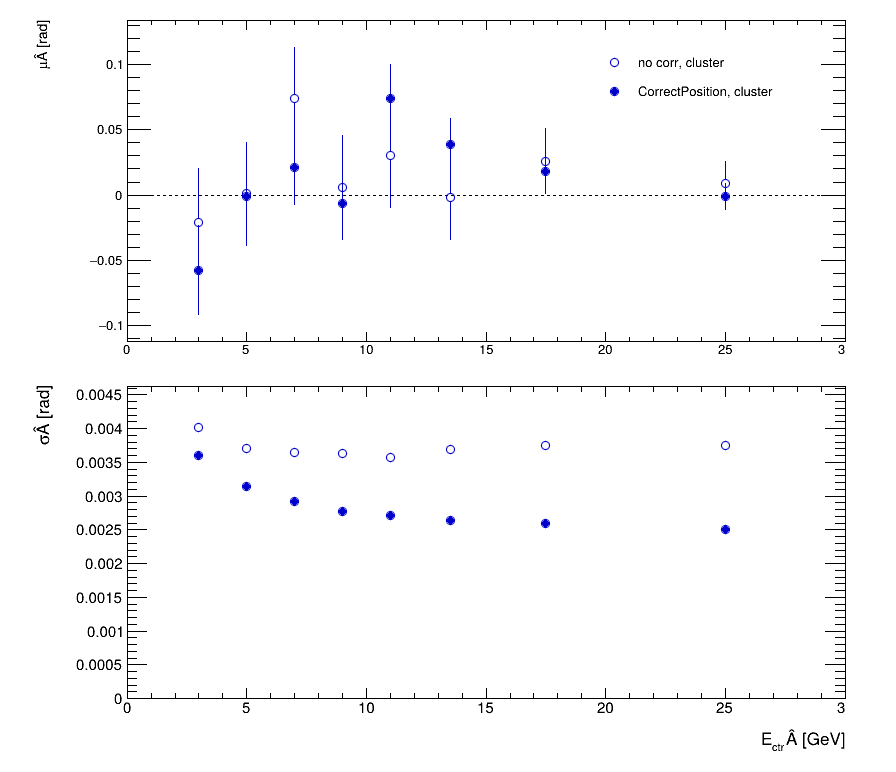 μÂ [rad]
0.1
0.05
0
−0.05
−0.1
no corr, cluster
CorrectPosition, cluster
0 5 10 15 20 25 3
σÂ [rad]
0.0045
0.004
0.0035
0.003
0.0025
0.002
0.0015
0.001
0.0005
0
0 5 10 15 20 25 3
E_ctr Â [GeV]